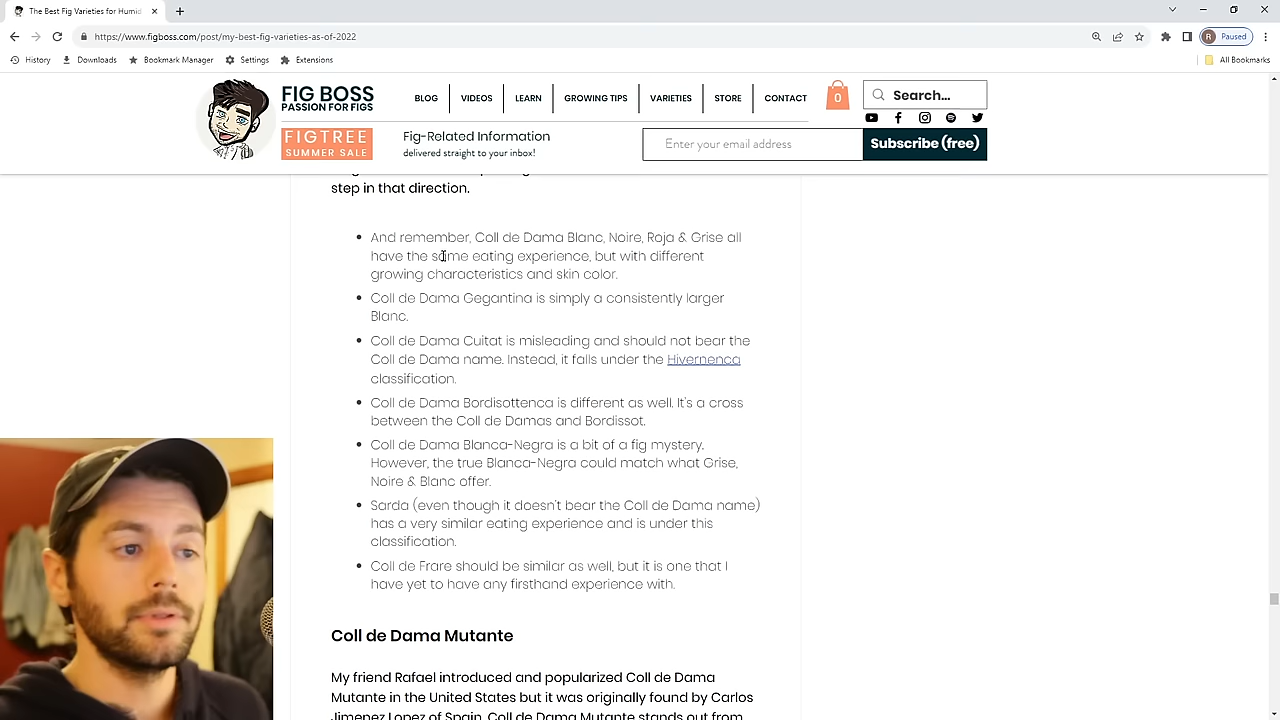 The Best Fig Varieties for Humid
https://www.figboss.com/post/my-best-fig-varieties-as-of-2022
R Paused
History Downloads Bookmark Manager Settings Extensions All Bookmarks
FIG BOSS
PASSION FOR FIGS
BLOG VIDEOS LEARN GROWING TIPS VARIETIES STORE CONTACT 0 Search...
FIGTREE
SUMMER SALE
Fig-Related Information
delivered straight to your inbox!
Enter your email address Subscribe (free)
step in that direction.
And remember, Coll de Dama Blanc, Noire, Roja & Grise all
have the same eating experience, but with different
growing characteristics and skin color.
Coll de Dama Gegantina is simply a consistently larger
Blanc.
Coll de Dama Cuitat is misleading and should not bear the
Coll de Dama name. Instead, it falls under the Hivernenca
classification.
Coll de Dama Bordisottenca is different as well. It's a cross
between the Coll de Damas and Bordissot.
Coll de Dama Blanca-Negra is a bit of a fig mystery.
However, the true Blanca-Negra could match what Grise,
Noire & Blanc offer.
Sarda (even though it doesn't bear the Coll de Dama name)
has a very similar eating experience and is under this
classification.
Coll de Frare should be similar as well, but it is one that I
have yet to have any firsthand experience with.
Coll de Dama Mutante
My friend Rafael introduced and popularized Coll de Dama
Mutante in the United States but it was originally found by Carlos
Jimenez Lopez of Spain. Coll de Dama Mutante stands out from